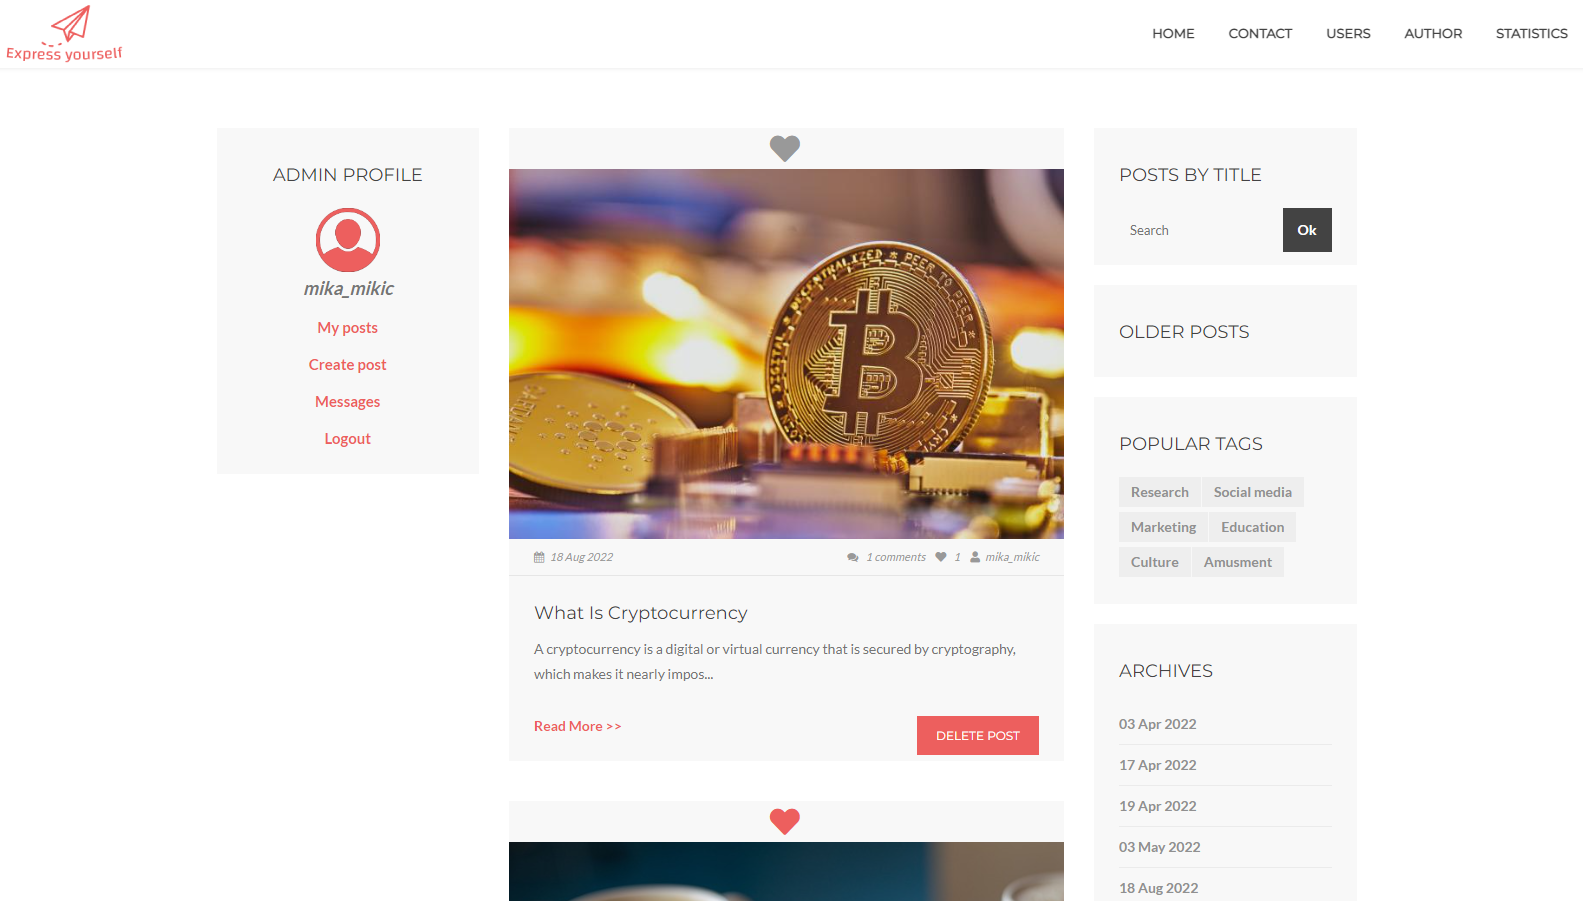 Express yourself
HOME CONTACT USERS AUTHOR STATISTICS
ADMIN PROFILE
mika_mikic
My posts
Create post
Messages
Logout
DECENTRALIZED ★ PEER TO PEER ★
18 Aug 2022 1 comments 1 mika_mikic
What Is Cryptocurrency
A cryptocurrency is a digital or virtual currency that is secured by cryptography,
which makes it nearly impos...
Read More >>
DELETE POST
POSTS BY TITLE
Search Ok
OLDER POSTS
POPULAR TAGS
Research Social media
Marketing Education
Culture Amusment
ARCHIVES
03 Apr 2022
17 Apr 2022
19 Apr 2022
03 May 2022
18 Aug 2022